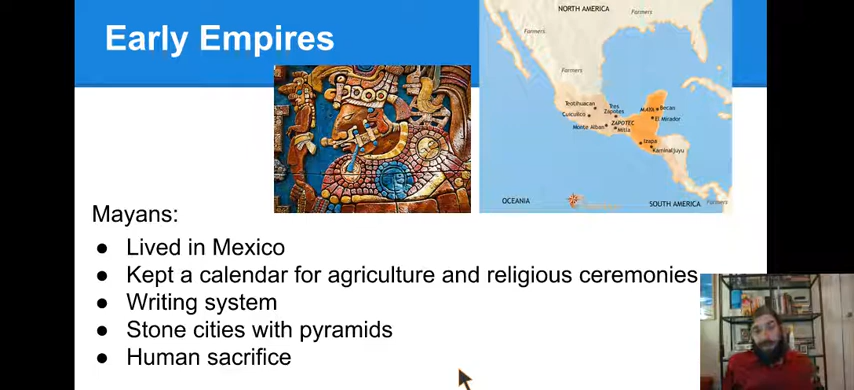 Early Empires
NORTH AMERICA
Farmers
Farmers
Farmers
Teotihuacan
Cuicuilco
Tres
Zapotes
Monte Alban
ZAPOTEC
Mitla
MAYA
Becan
El Mirador
Izapa
Kaminaljuyu
OCEANIA
SOUTH AMERICA
Farmers
Mayans:
● Lived in Mexico
● Kept a calendar for agriculture and religious ceremonies
● Writing system
● Stone cities with pyramids
● Human sacrifice